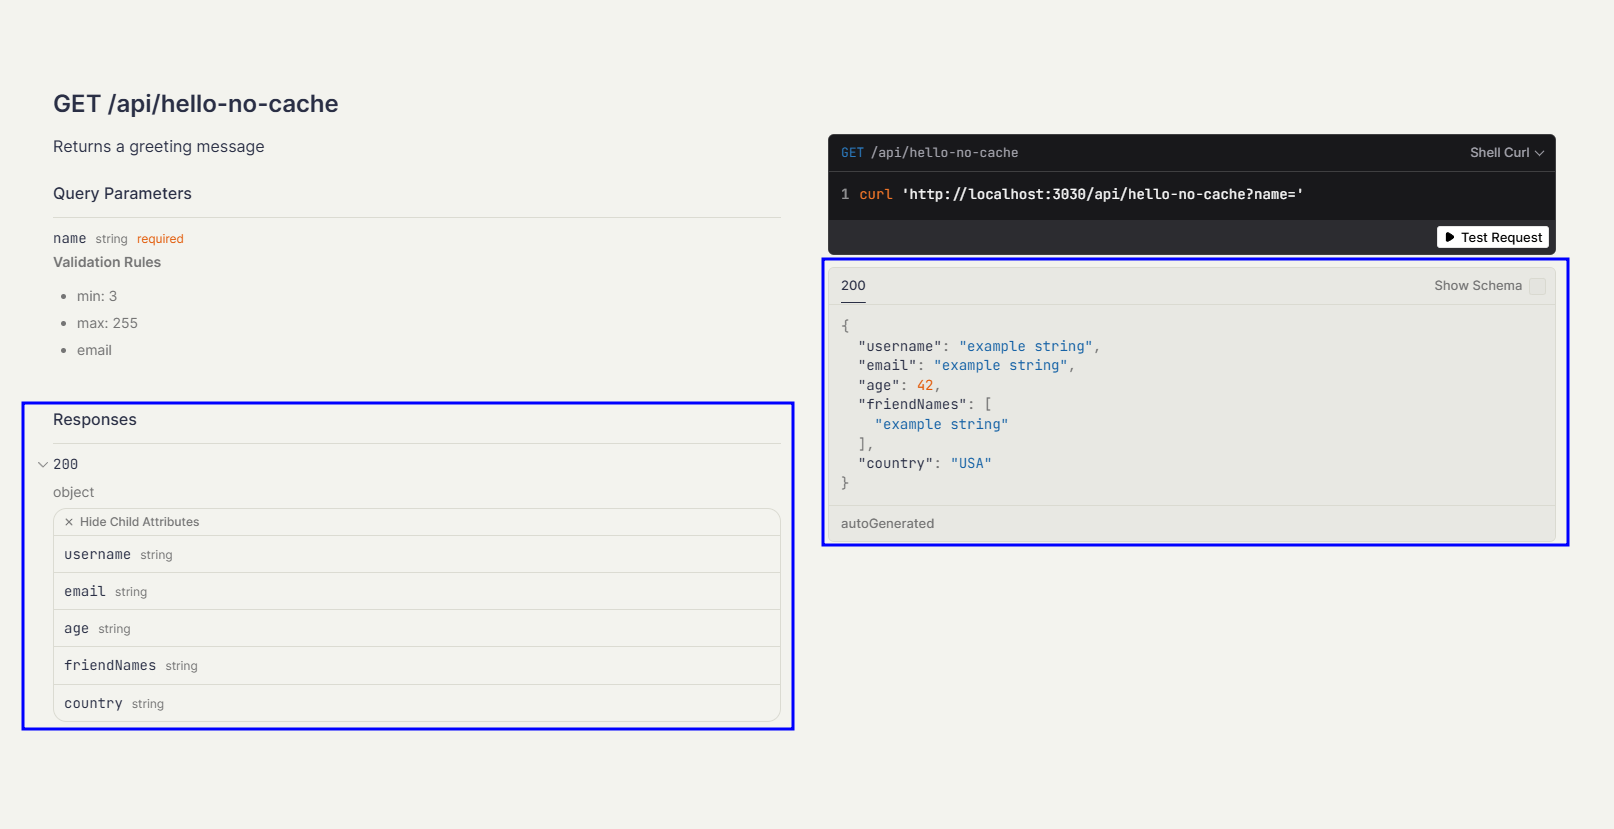 GET /api/hello-no-cache
Returns a greeting message
Query Parameters
name string required
Validation Rules
min: 3
max: 255
email
Responses
200
object
Hide Child Attributes
username string
email string
age string
friendNames string
country string
GET /api/hello-no-cache Shell Curl
1 curl 'http://localhost:3030/api/hello-no-cache?name='
Test Request
200 Show Schema
{
"username": "example string",
"email": "example string",
"age": 42,
"friendNames": [
"example string"
],
"country": "USA"
}
autoGenerated